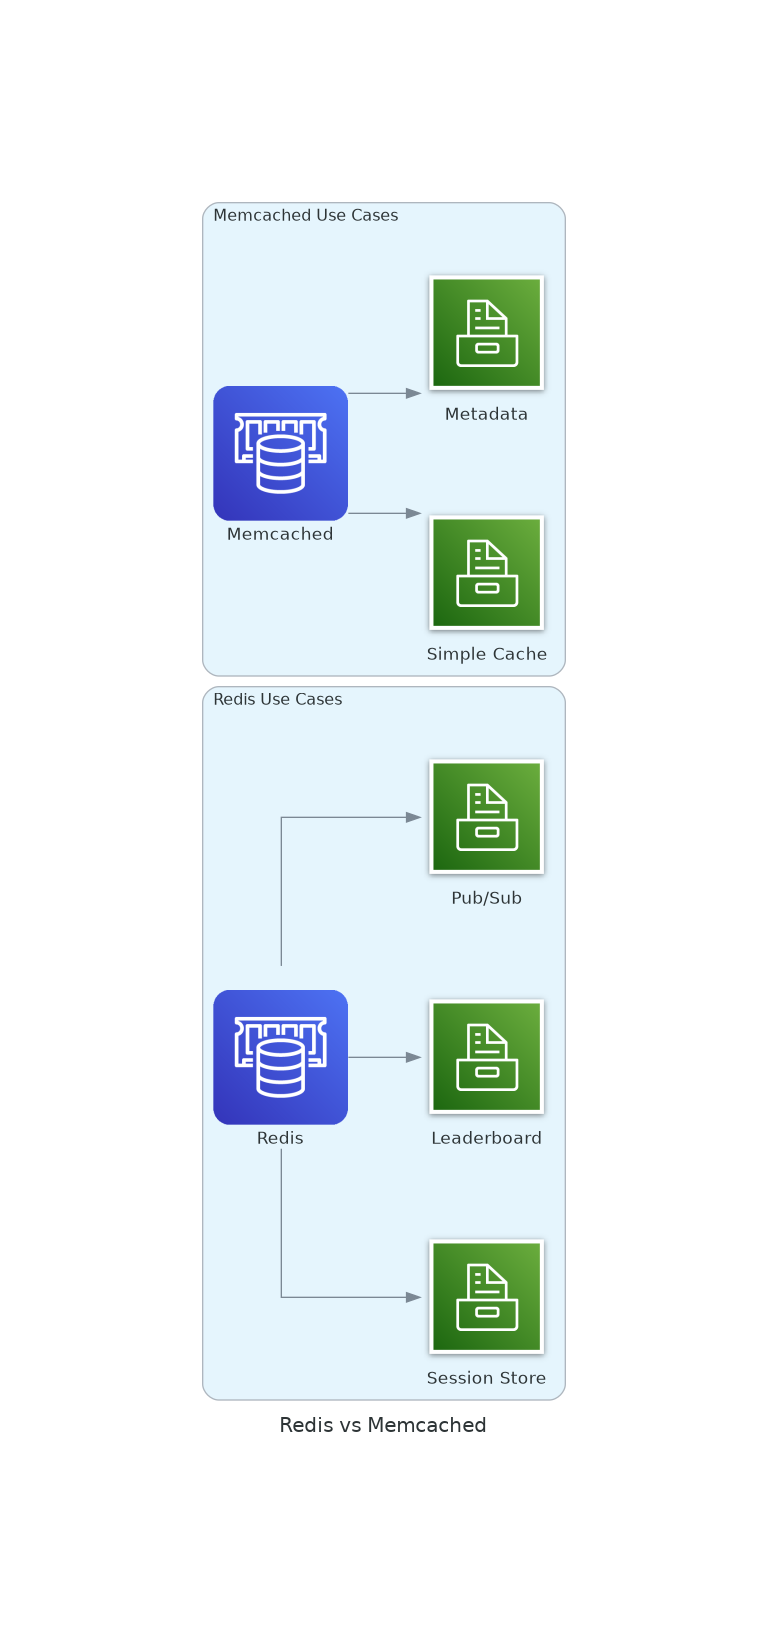 Memcached Use Cases
Metadata
Memcached
Simple Cache
Redis Use Cases
Pub/Sub
Redis
Leaderboard
Session Store
Redis vs Memcached